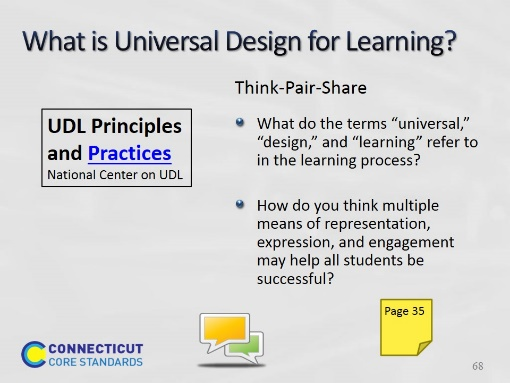 What is Universal Design for Learning?
UDL Principles
and Practices
National Center on UDL
Think-Pair-Share
What do the terms “universal,”
“design,” and “learning” refer to
in the learning process?
How do you think multiple
means of representation,
expression, and engagement
may help all students be
successful?
Page 35
CONNECTICUT
CORE STANDARDS
68